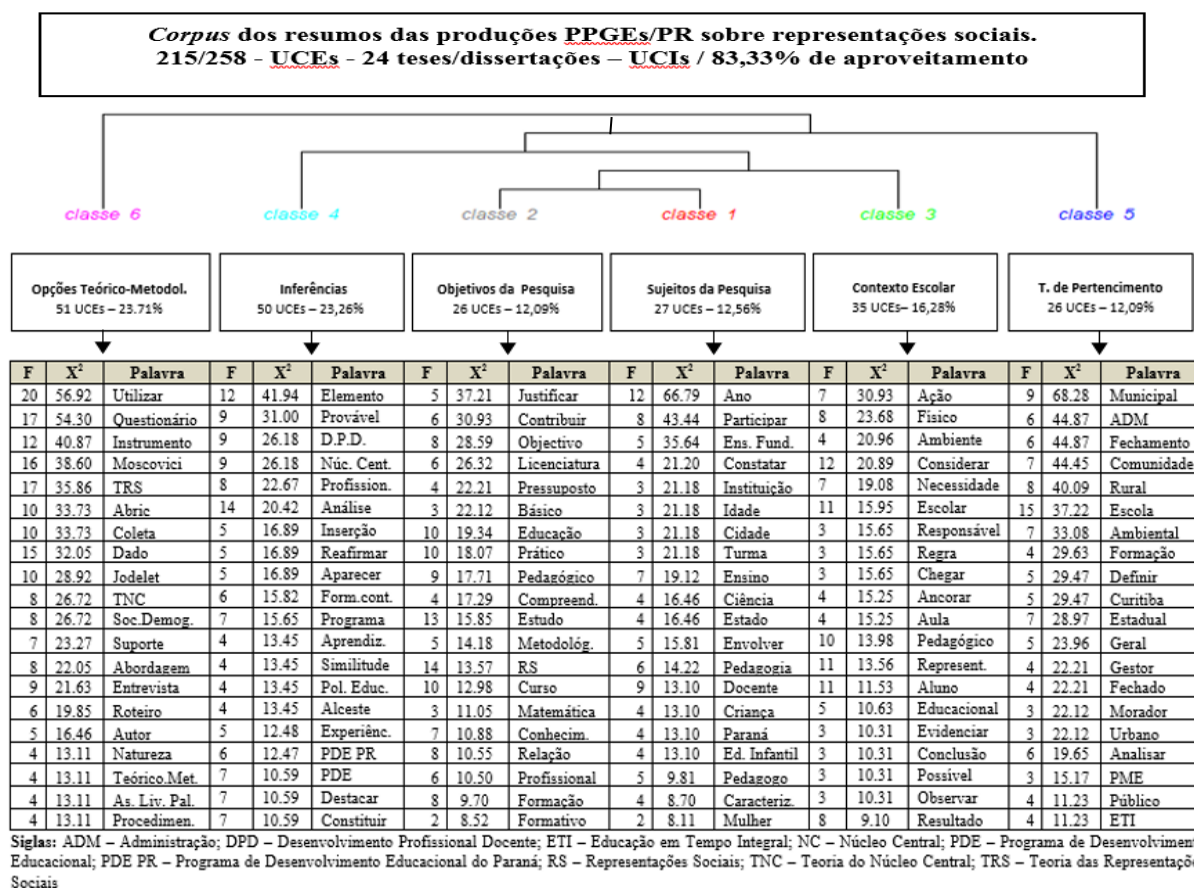 Corpus dos resumos das produções PPGEs/PR sobre representações sociais.
215/258 - UCEs - 24 teses/dissertações – UCIs / 83,33% de aproveitamento
classe 6 classe 4 classe 2 classe 1 classe 3 classe 5
Opções Teórico-Metodol. Inferências Objetivos da Pesquisa Sujeitos da Pesquisa Contexto Escolar T. de Pertencimento
51 UCEs – 23.71% 50 UCEs – 23,26% 26 UCEs – 12,09% 27 UCEs – 12,56% 35 UCEs– 16,28% 26 UCEs – 12,09%
F X² Palavra F X² Palavra F X² Palavra F X² Palavra F X² Palavra F X² Palavra
20 56.92 Utilizar 12 41.94 Elemento 5 37.21 Justificar 12 66.79 Ano 7 30.93 Ação 9 68.28 Municipal
17 54.30 Questionário 9 31.00 Provável 6 30.93 Contribuir 8 43.44 Participar 8 23.68 Fisico 6 44.87 ADM
12 40.87 Instrumento 9 26.18 D.P.D. 8 28.59 Objectivo 5 35.64 Ens. Fund. 4 20.96 Ambiente 6 44.87 Fechamento
16 38.60 Moscovici 9 26.18 Núc. Cent. 6 26.32 Licenciatura 4 21.20 Constatar 12 20.89 Considerar 7 44.45 Comunidade
17 35.86 TRS 8 22.67 Profission. 4 22.21 Pressuposto 3 21.18 Instituição 7 19.08 Necessidade 8 40.09 Rural
10 33.73 Abric 14 20.42 Análise 3 22.12 Básico 3 21.18 Idade 11 15.95 Escolar 15 37.22 Escola
10 33.73 Coleta 5 16.89 Inserção 10 19.34 Educação 3 21.18 Cidade 3 15.65 Responsável 7 33.08 Ambiental
15 32.05 Dado 5 16.89 Reafirmar 10 18.07 Prático 3 21.18 Turma 3 15.65 Regra 4 29.63 Formação
10 28.92 Jodelet 5 16.89 Aparecer 9 17.71 Pedagógico 7 19.12 Ensino 3 15.65 Chegar 5 29.47 Definir
8 26.72 TNC 6 15.82 Form.cont. 4 17.29 Compreend. 4 16.46 Ciência 4 15.25 Ancorar 5 29.47 Curitiba
8 26.72 Soc.Demog. 7 15.65 Programa 13 15.85 Estudo 4 16.46 Estado 4 15.25 Aula 7 28.97 Estadual
7 23.27 Suporte 4 13.45 Aprendiz. 5 14.18 Metodológ. 5 15.81 Envolver 10 13.98 Pedagógico 5 23.96 Geral
8 22.05 Abordagem 4 13.45 Similitude 14 13.57 RS 6 14.22 Pedagogia 11 13.56 Represent. 4 22.21 Gestor
9 21.63 Entrevista 4 13.45 Pol. Educ. 10 12.98 Curso 9 13.10 Docente 11 11.53 Aluno 4 22.21 Fechado
6 19.85 Roteiro 4 13.45 Alceste 3 11.05 Matemática 4 13.10 Criança 5 10.63 Educacional 3 22.12 Morador
5 16.46 Autor 5 12.48 Experiênc. 7 10.88 Conhecim. 4 13.10 Paraná 3 10.31 Evidenciar 3 22.12 Urbano
4 13.11 Natureza 6 12.47 PDE PR 8 10.55 Relação 4 13.10 Ed. Infantil 3 10.31 Conclusão 6 19.65 Analisar
4 13.11 Teórico.Met. 7 10.59 PDE 6 10.50 Profissional 5 9.81 Pedagogo 3 10.31 Possível 3 15.17 PME
4 13.11 As. Liv. Pal. 7 10.59 Destacar 8 9.70 Formação 4 8.70 Caracteriz. 3 10.31 Observar 4 11.23 Público
4 13.11 Procedimen. 7 10.59 Constituir 2 8.52 Formativo 2 8.11 Mulher 8 9.10 Resultado 4 11.23 ETI
Siglas: ADM – Administração; DPD – Desenvolvimento Profissional Docente; ETI – Educação em Tempo Integral; NC – Núcleo Central; PDE – Programa de Desenvolvimen
Educacional; PDE PR – Programa de Desenvolvimento Educacional do Paraná; RS – Representações Sociais; TNC – Teoria do Núcleo Central; TRS – Teoria das Representaçõ
Sociais